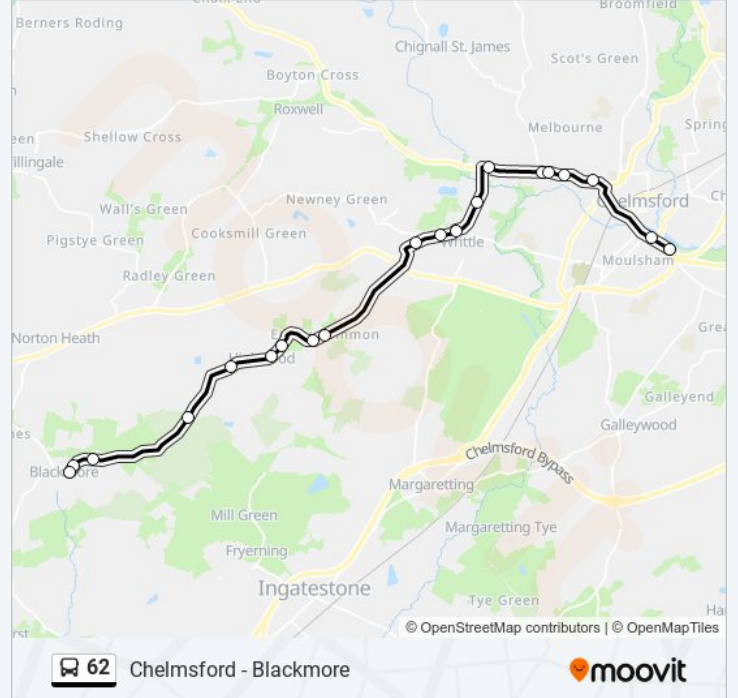 Broomfield
Berners Roding
Chignall St. James
Scot's Green
Boyton Cross
Roxwell
Melbourne
Shellow Cross
Spring
Willingale
Newney Green
Chelmsford
Wall's Green
Cooksmill Green
Writtle
Pigstye Green
Moulsham
Radley Green
Norton Heath
Highwood
Galleyend
Galleywood
Blackmore
Chelmsford Bypass
Margaretting
Mill Green
Margaretting Tye
Fryerning
Ingatestone
Tye Green
© OpenStreetMap contributors | © OpenMapTiles
62 Chelmsford - Blackmore
moovit